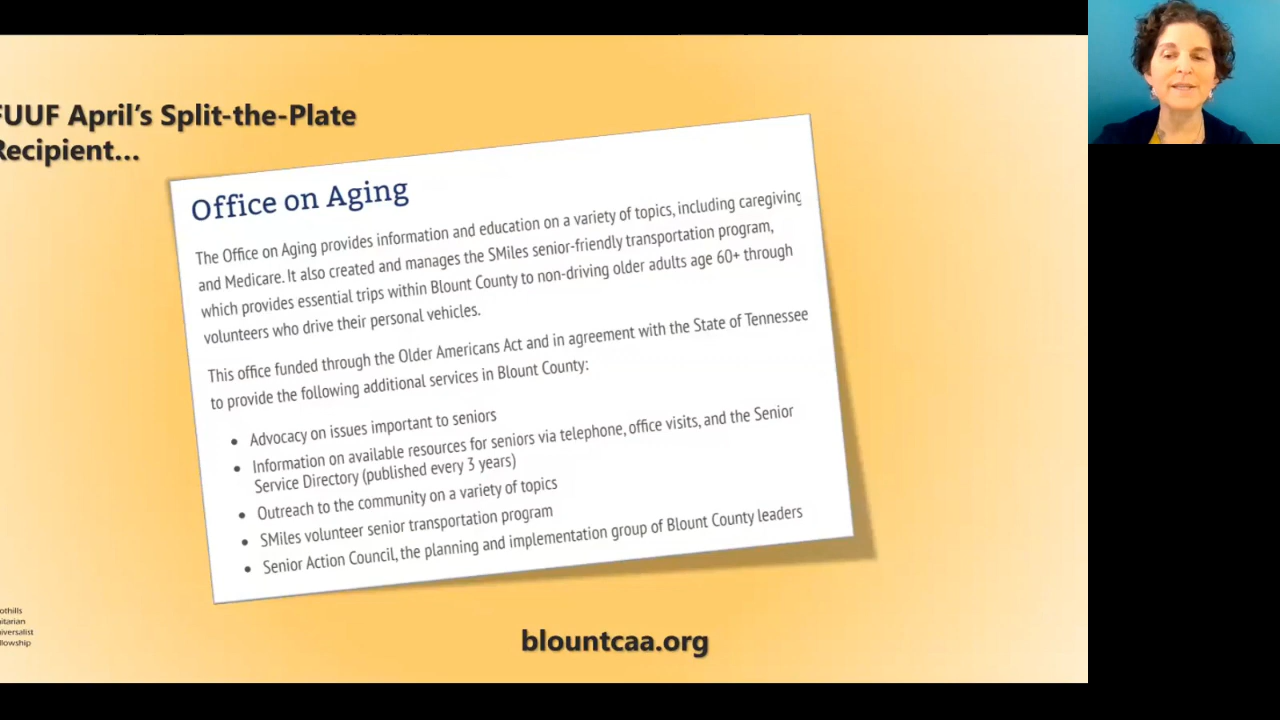 FUUF April's Split-the-Plate
Recipient...
Office on Aging
The Office on Aging provides information and education on a variety of topics, including caregiving
and Medicare. It also created and manages the SMiles senior-friendly transportation program,
which provides essential trips within Blount County to non-driving older adults age 60+ through
volunteers who drive their personal vehicles.
This office funded through the Older Americans Act and in agreement with the State of Tennessee
to provide the following additional services in Blount County:
• Advocacy on issues important to seniors
• Information on available resources for seniors via telephone, office visits, and the Senior
Service Directory (published every 3 years)
• Outreach to the community on a variety of topics
• SMiles volunteer senior transportation program
• Senior Action Council, the planning and implementation group of Blount County leaders
othills
nitarian
niversalist
llowship
blountcaa.org